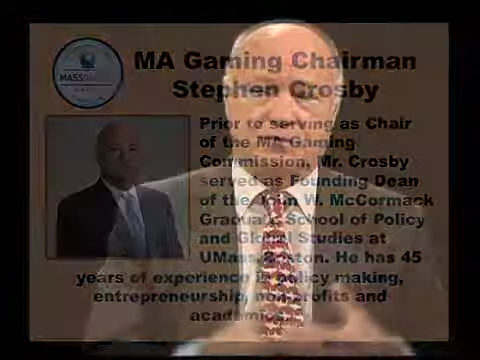 MASSGAMING
MA Gaming Chairman
Stephen Crosby
Prior to serving as Chair
of the MA Gaming
Commission, Mr. Crosby
served as Founding Dean
of the John W. McCormack
Graduate School of Policy
and Global Studies at
UMass Boston. He has 45
years of experience in policy making,
entrepreneurship, non-profits and
academics.